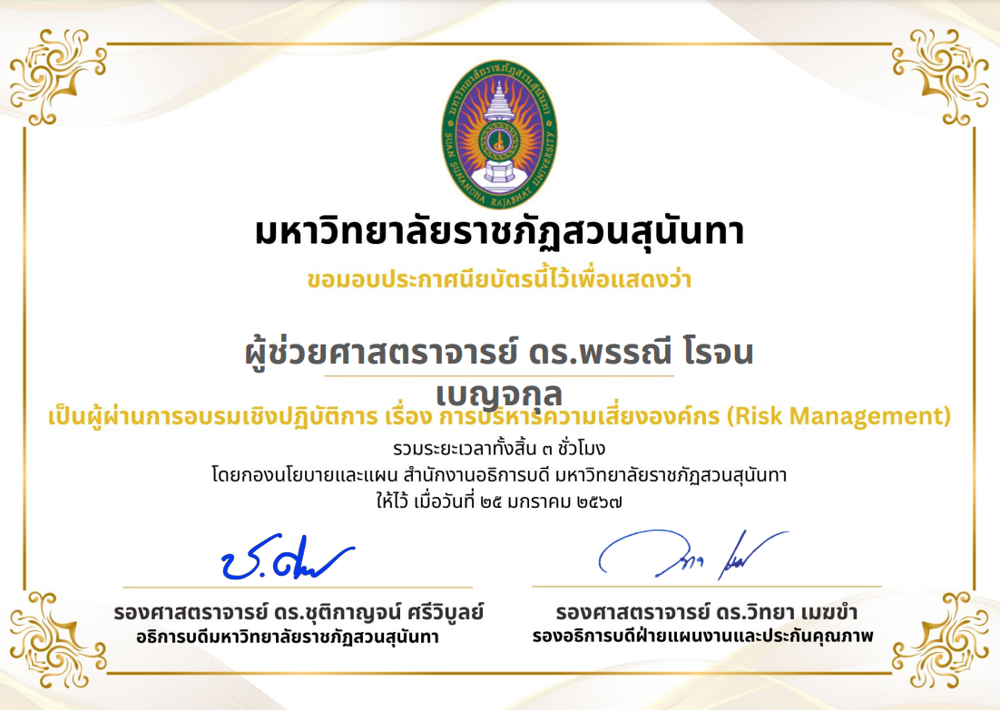 มหาวิทยาลัยราชภัฏสวนสุนันทา
SUAN SUNANDHA RAJABHAT UNIVERSITY
มหาวิทยาลัยราชภัฏสวนสุนันทา
ขอมอบประกาศนียบัตรนี้ไว้เพื่อแสดงว่า
ผู้ช่วยศาสตราจารย์ ดร.พรรณี โรจน
เบญจกุล
เป็นผู้ผ่านการอบรมเชิงปฏิบัติการ เรื่อง การบริหารความเสี่ยงองค์กร (Risk Management)
รวมระยะเวลาทั้งสิ้น ๓ ชั่วโมง
โดยกองนโยบายและแผน สำนักงานอธิการบดี มหาวิทยาลัยราชภัฏสวนสุนันทา
ให้ไว้ เมื่อวันที่ ๒๕ มกราคม ๒๕๖๗
รองศาสตราจารย์ ดร.ชุติกาญจน์ ศรีวิบูลย์
อธิการบดีมหาวิทยาลัยราชภัฏสวนสุนันทา
รองศาสตราจารย์ ดร.วิทยา เมฆขำ
รองอธิการบดีฝ่ายแผนงานและประกันคุณภาพ